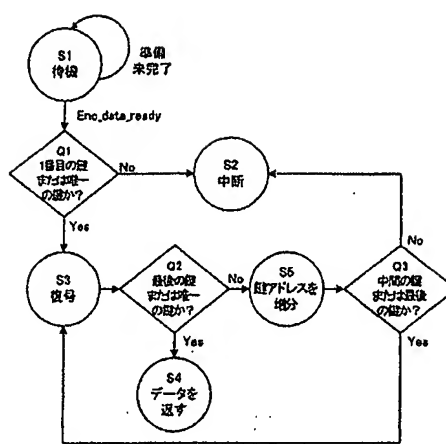 S1
待機
準備
未完了
Enc_data_ready
Q1
1番目の鍵
または唯一
の鍵か?
No
S2
中断
Yes
No
S3
復号
Q2
最後の鍵
または唯一
の鍵か?
No
S5
鍵アドレスを
増分
Q3
中間の鍵
または最後
の鍵か?
Yes
Yes
S4
データを
返す